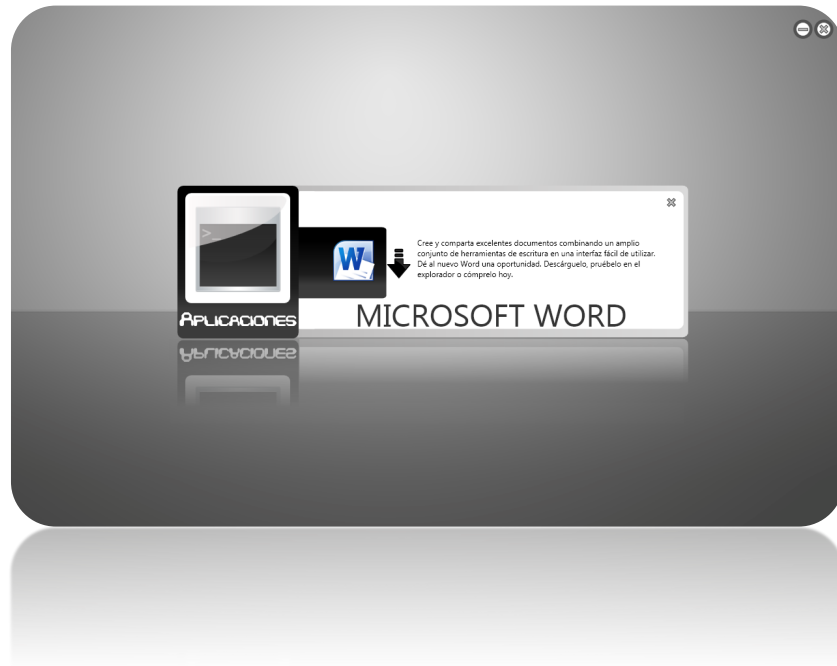 Cree y comparta excelentes documentos combinando un amplio
conjunto de herramientas de escritura en una interfaz fácil de utilizar.
Dé al nuevo Word una oportunidad. Descárguelo, pruébelo en el
explorador o cómprelo hoy.
MICROSOFT WORD
APLICACIONES